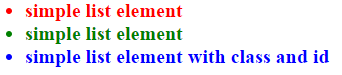 • simple list element
• simple list element
• simple list element with class and id